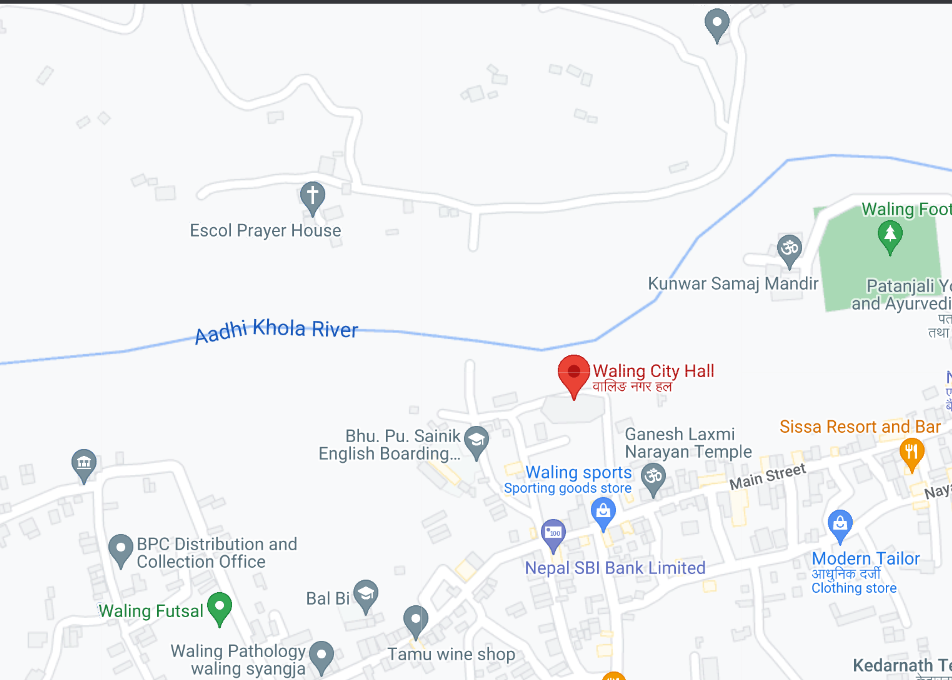 Waling Foot
Escol Prayer House
Kunwar Samaj Mandir
Patanjali Y
and Ayurvedi
पत
तथा
Aadhi Khola River
Waling City Hall
वालिङ नगर हल
Bhu. Pu. Sainik
English Boarding...
Ganesh Laxmi
Narayan Temple
Sissa Resort and Bar
Waling sports
Sporting goods store
Main Street
Naya
100
Nepal SBI Bank Limited
BPC Distribution and
Collection Office
Modern Tailor
आधुनिक दर्जी
Clothing store
Bal Bi
Waling Futsal
Tamu wine shop
Waling Pathology
waling syangja
Kedarnath Te